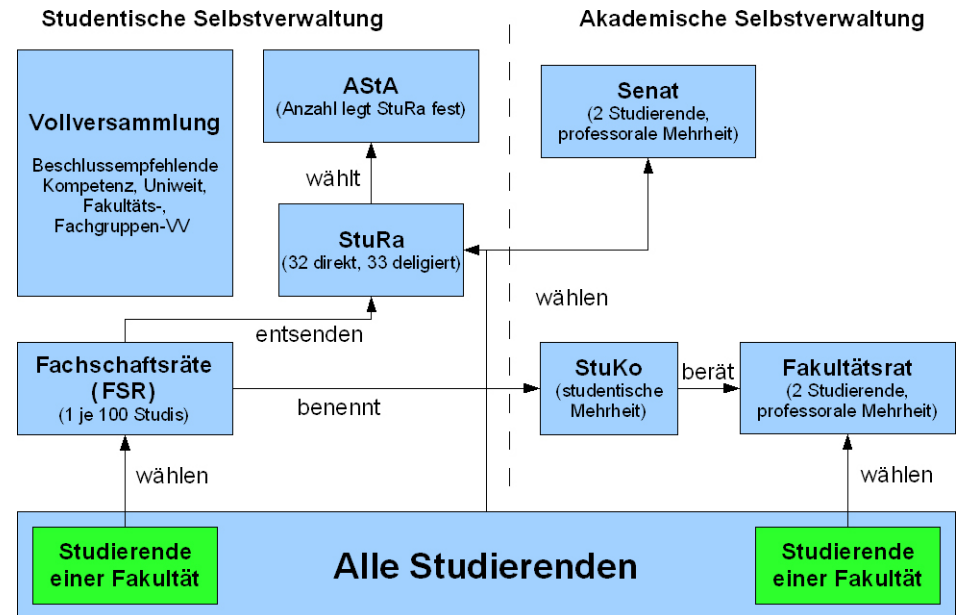 Studentische Selbstverwaltung
Akademische Selbstverwaltung
Vollversammlung
Beschlussempfehlende
Kompetenz, Uniweit,
Fakultäts-,
Fachgruppen-VV
AStA
(Anzahl legt StuRa fest)
Senat
(2 Studierende,
professorale Mehrheit)
wählt
StuRa
(32 direkt, 33 deligiert)
wählen
entsenden
Fachschaftsräte
(FSR)
(1 je 100 Studis)
benennt
StuKo
(studentische
Mehrheit)
berät
Fakultätsrat
(2 Studierende,
professorale Mehrheit)
wählen
wählen
Studierende
einer Fakultät
Alle Studierenden
Studierende
einer Fakultät